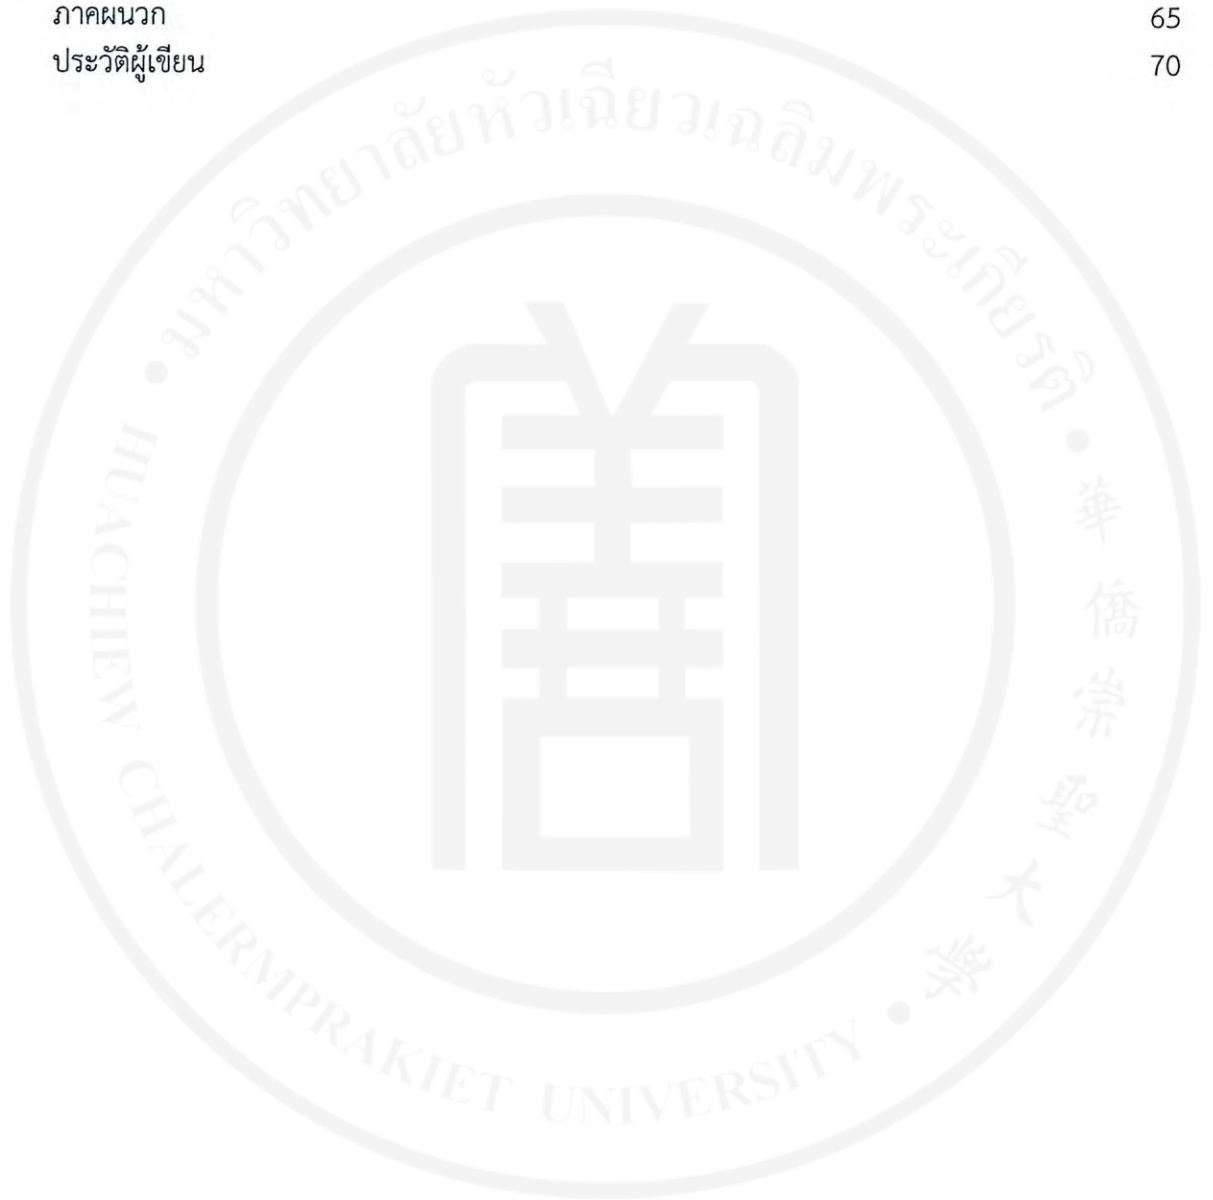 ภาคผนวก 65
ประวัติผู้เขียน 70
• มหาวิทยาลัยหัวเฉียวเฉลิมพระเกียรติ •
華僑崇聖大學
HUACHIEW CHALERMPRAKIET UNIVERSITY •